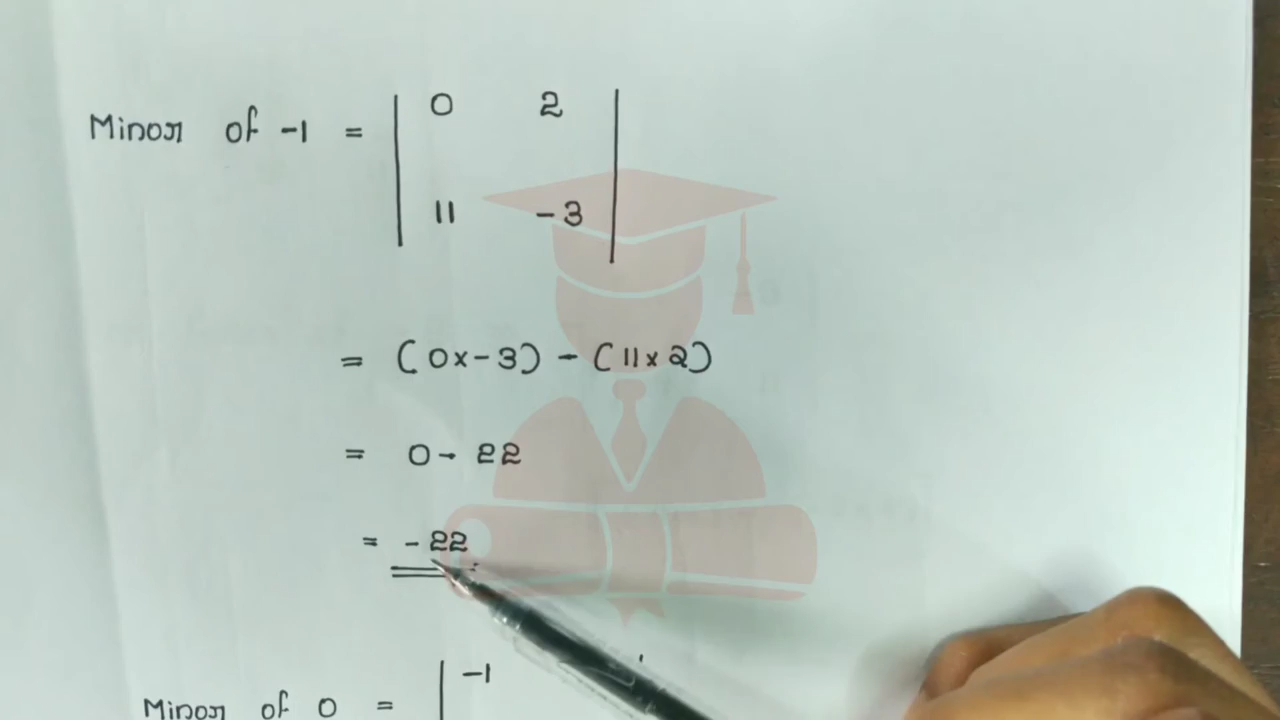 Minor of -1 = | 0 2 |
| 11 -3 |
= (0x-3) - (11x2)
= 0- 22
= - 22
Minor of 0 = | -1